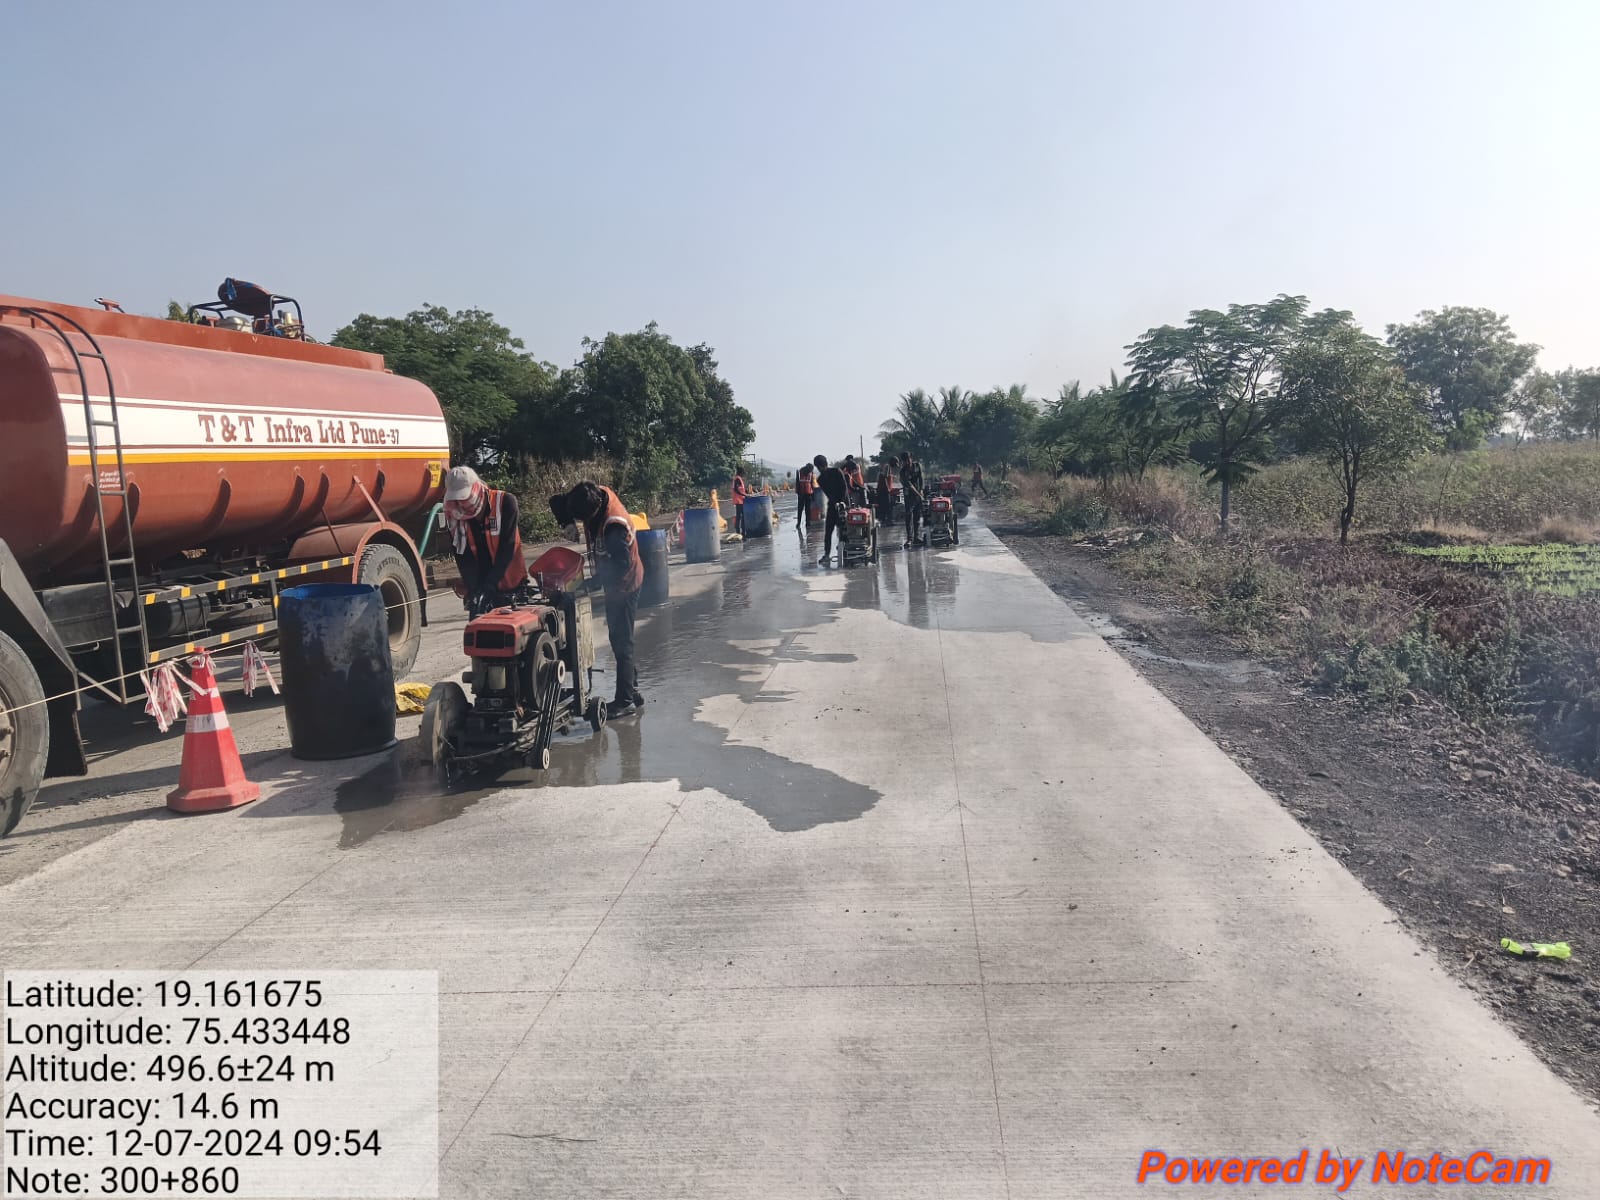 T & T Infra Ltd Pune-37
Latitude: 19.161675
Longitude: 75.433448
Altitude: 496.6±24 m
Accuracy: 14.6 m
Time: 12-07-2024 09:54
Note: 300+860
Powered by NoteCam